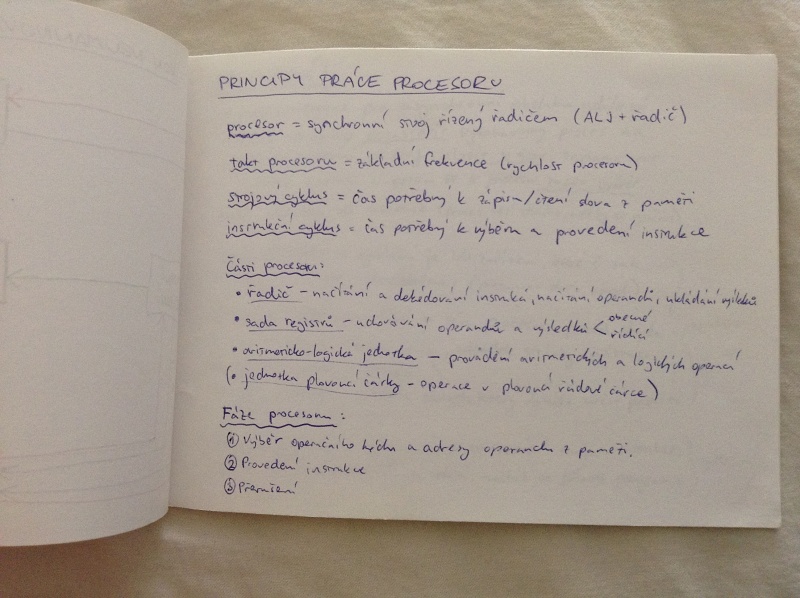 PRINCIPY PRÁCE PROCESORU
procesor = synchronní stroj řízený řadičem (ALJ + řadič)
takt procesoru = základní frekvence (rychlost procesoru)
strojový cyklus = čas potřebný k zápisu/čtení slova z paměti
instrukční cyklus = čas potřebný k výběru a provedení instrukce
Části procesoru:
• řadič - načítání a dekódování instrukcí, načítání operandů, ukládání výsledků
• sada registrů - uchovávání operandů a výsledků < obecné
řídící
• aritmeticko-logická jednotka - provádění aritmetických a logických operací
(• jednotka plovoucí čárky - operace v plovoucí řádové čárce)
Fáze procesoru:
① Výběr operačního kódu a adresy operandu z paměti.
② Provedení instrukce
③ Přerušení